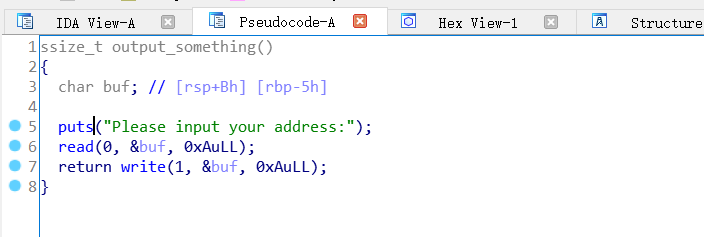 IDA View-A Pseudocode-A Hex View-1 A Structure
1 ssize_t output_something()
2 {
3 char buf; // [rsp+Bh] [rbp-5h]
4
5 puts("Please input your address:");
6 read(0, &buf, 0xAuLL);
7 return write(1, &buf, 0xAuLL);
8 }